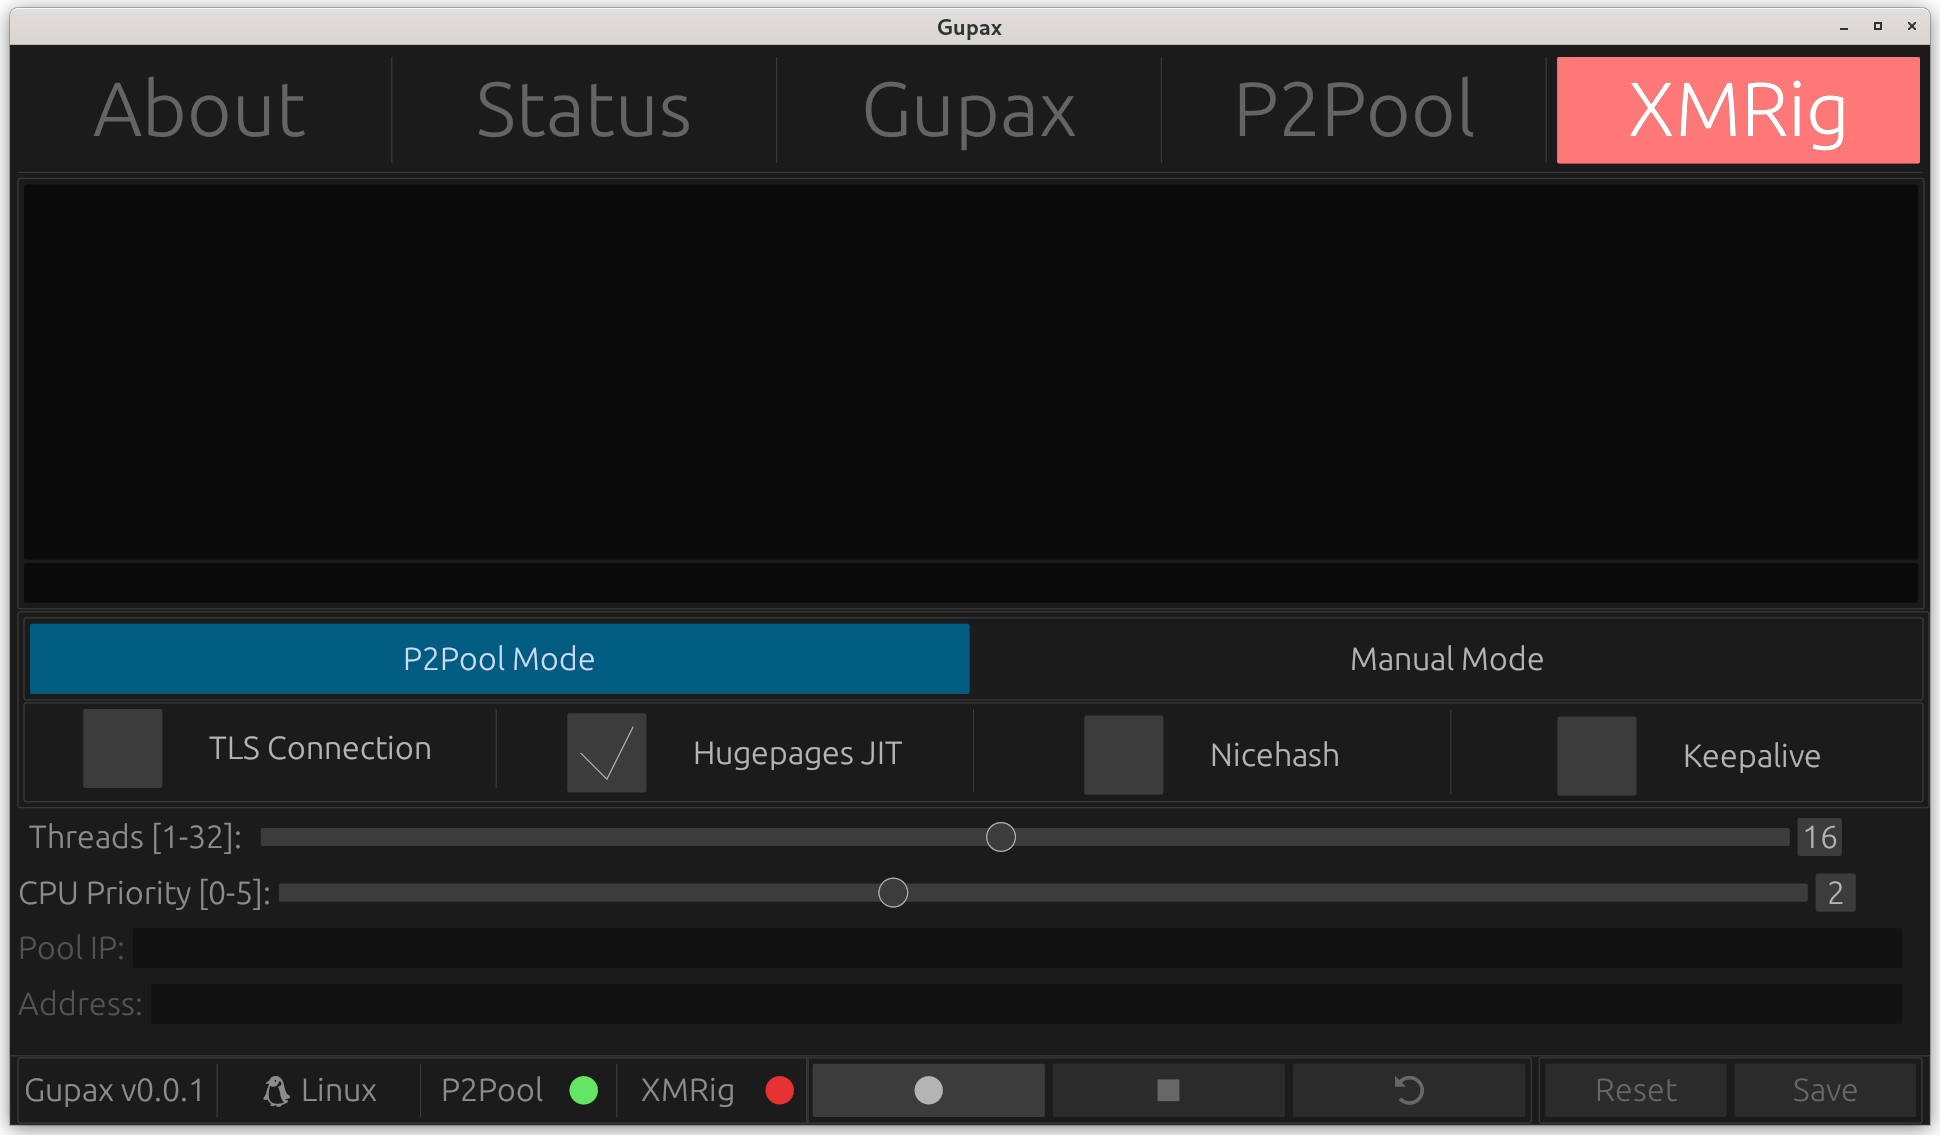 Gupax
About Status Gupax P2Pool XMRig
P2Pool Mode Manual Mode
TLS Connection Hugepages JIT Nicehash Keepalive
Threads [1-32]: 16
CPU Priority [0-5]: 2
Pool IP:
Address:
Gupax v0.0.1 Linux P2Pool XMRig Reset Save